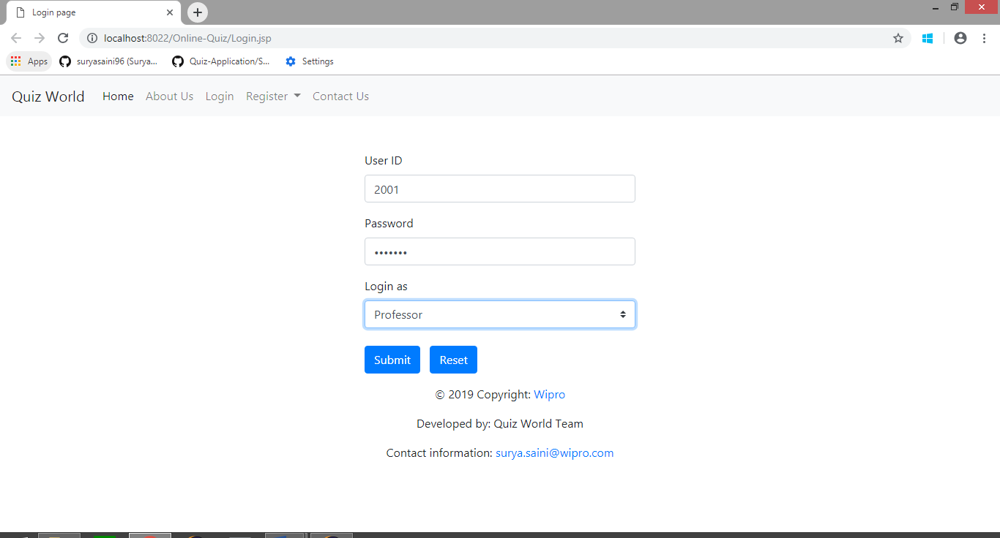 Login page
localhost:8022/Online-Quiz/Login.jsp
Apps suryasaini96 (Surya... Quiz-Application/S... Settings
Quiz World Home About Us Login Register Contact Us
User ID
2001
Password
•••••••
Login as
Professor
Submit Reset
© 2019 Copyright: Wipro
Developed by: Quiz World Team
Contact information: surya.saini@wipro.com